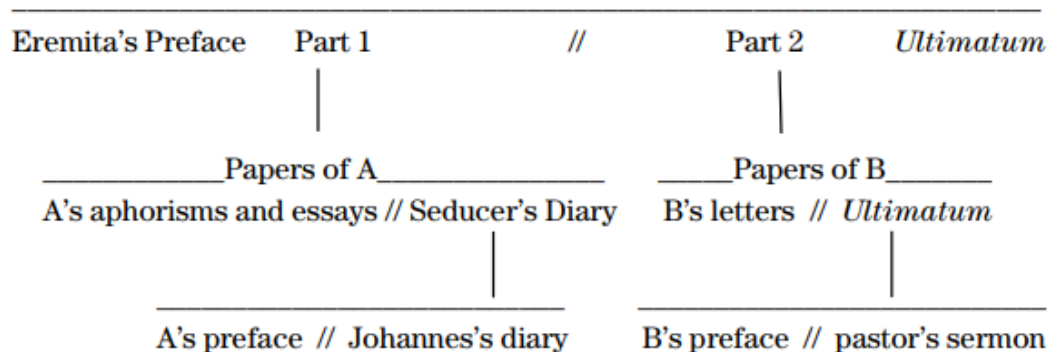 Eremita's Preface Part 1 // Part 2 Ultimatum
Papers of A Papers of B
A's aphorisms and essays // Seducer's Diary B's letters // Ultimatum
A's preface // Johannes's diary B's preface // pastor's sermon